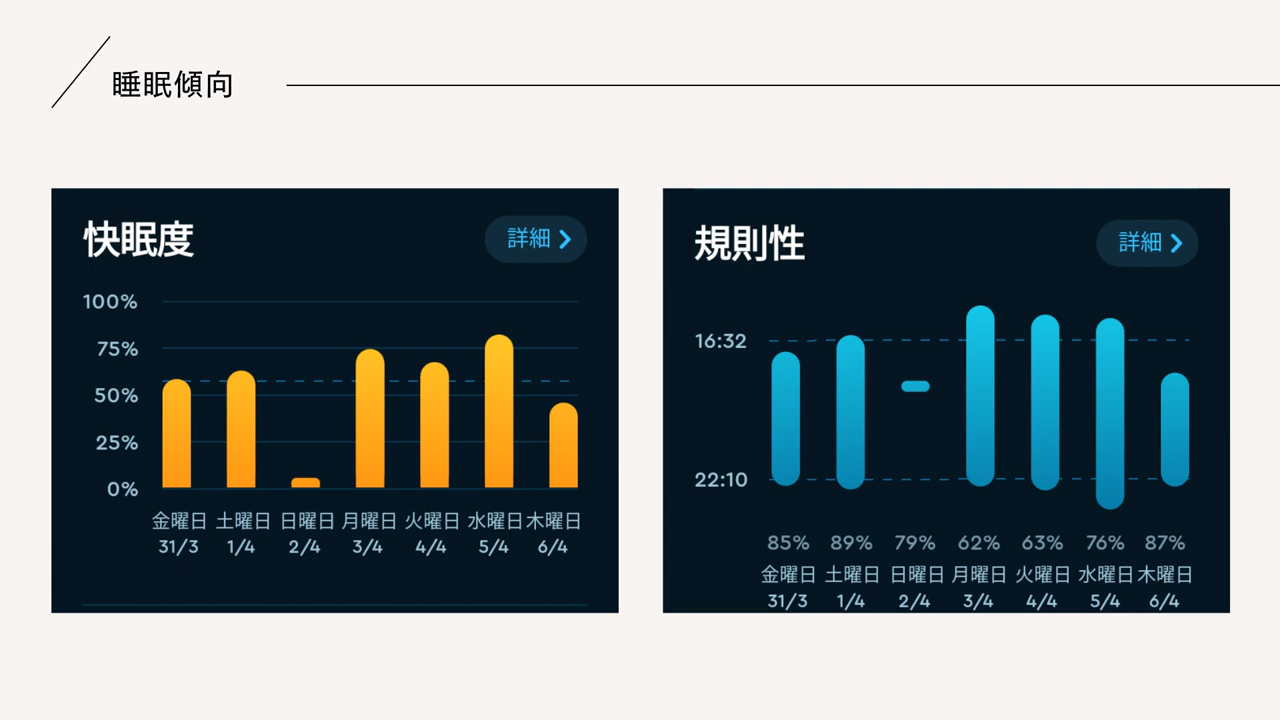 睡眠傾向
快眠度
詳細
100%
75%
50%
25%
0%
金曜日 土曜日 日曜日 月曜日 火曜日 水曜日 木曜日
31/3 1/4 2/4 3/4 4/4 5/4 6/4
規則性
詳細
16:32
22:10
85% 89% 79% 62% 63% 76% 87%
金曜日 土曜日 日曜日 月曜日 火曜日 水曜日 木曜日
31/3 1/4 2/4 3/4 4/4 5/4 6/4